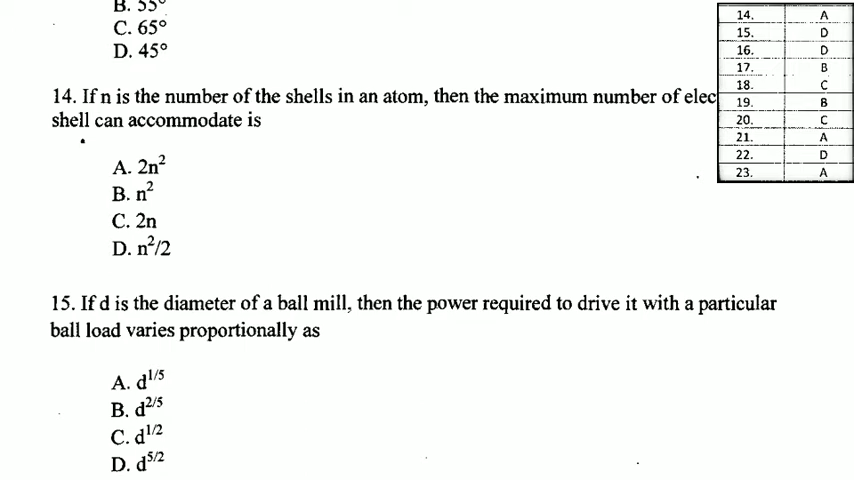 B. 55°
C. 65°
D. 45°
14. If n is the number of the shells in an atom, then the maximum number of elec
shell can accommodate is
A. 2n²
B. n²
C. 2n
D. n²/2
15. If d is the diameter of a ball mill, then the power required to drive it with a particular
ball load varies proportionally as
A. d^1/5
B. d^2/5
C. d^1/2
D. d^5/2
14. A
15. D
16. D
17. B
18. C
19. B
20. C
21. A
22. D
23. A